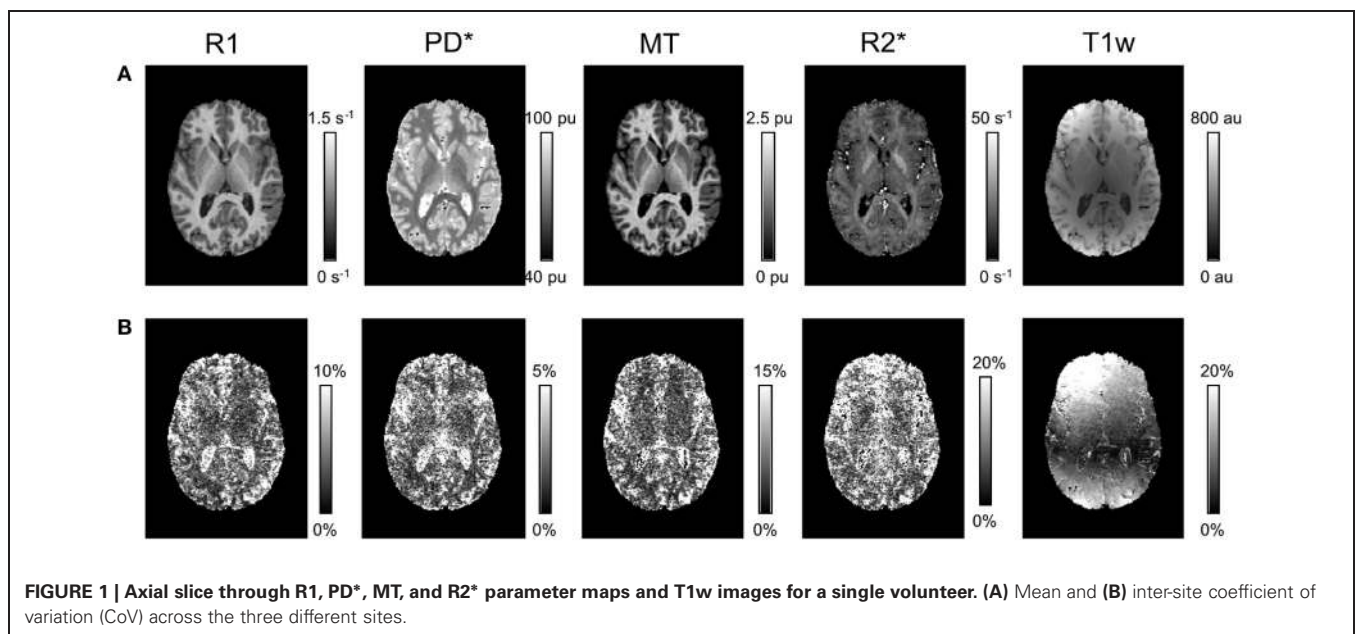 R1 PD* MT R2* T1w
A
1.5 s⁻¹ 100 pu 2.5 pu 50 s⁻¹ 800 au
0 s⁻¹ 40 pu 0 pu 0 s⁻¹ 0 au
B
10% 5% 15% 20% 20%
0% 0% 0% 0% 0%
FIGURE 1 | Axial slice through R1, PD*, MT, and R2* parameter maps and T1w images for a single volunteer. (A) Mean and (B) inter-site coefficient of
variation (CoV) across the three different sites.